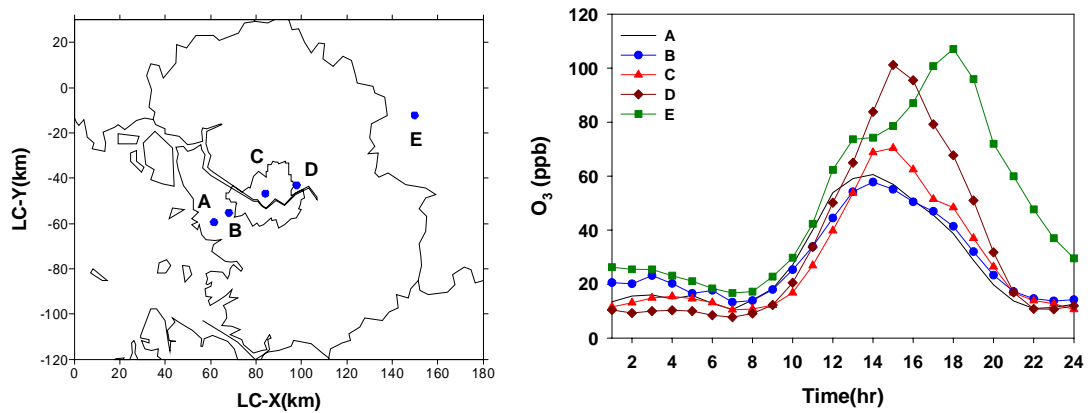 20
0
-20
-40
-60
-80
-100
-120
0 20 40 60 80 100 120 140 160 180
LC-Y(km)
LC-X(km)
A
B
C
D
E
120
100
80
60
40
20
0
2 4 6 8 10 12 14 16 18 20 22 24
O₃ (ppb)
Time(hr)
A
B
C
D
E